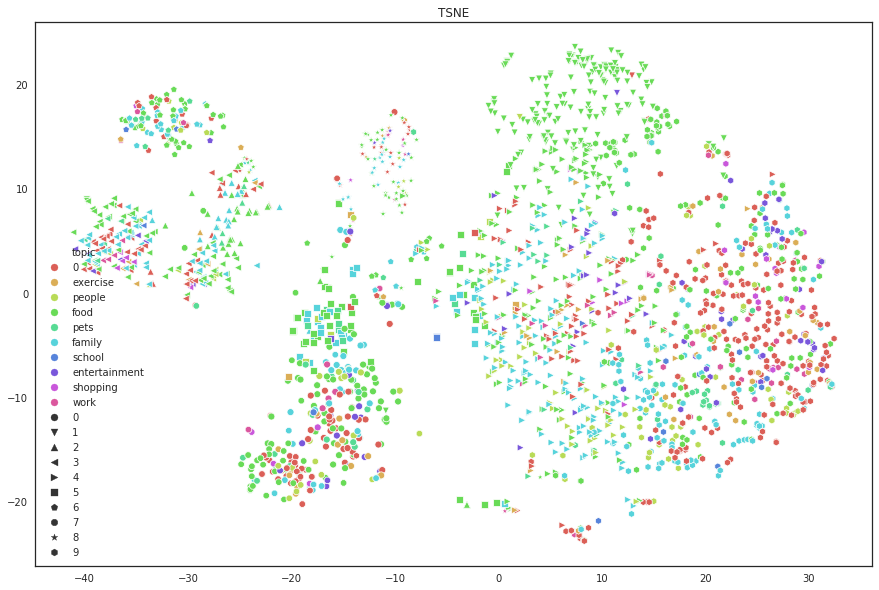 TSNE
20
10
0
−10
−20
topic
0
exercise
people
food
pets
family
school
entertainment
shopping
work
0
1
2
3
4
5
6
7
8
9
−40 −30 −20 −10 0 10 20 30